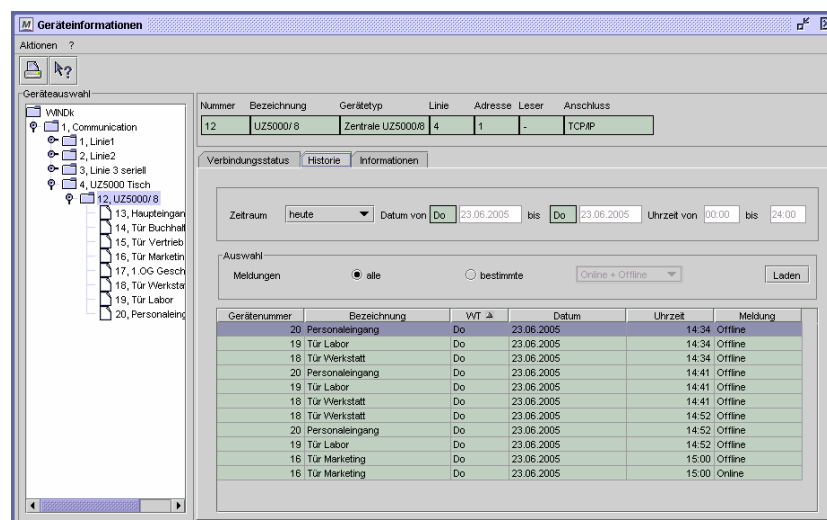 Geräteinformationen
Aktionen ?
Geräteauswahl
WINDk
1, Communication
1, Linie1
2, Linie2
3, Linie 3 seriell
4, UZ5000 Tisch
12, UZ5000/ 8
13, Haupteingan
14, Tür Buchhalt
15, Tür Vertrieb
16, Tür Marketin
17, 1.OG Gesch
18, Tür Werksta
19, Tür Labor
20, Personaleing
Nummer Bezeichnung Gerätetyp Linie Adresse Leser Anschluss
12 UZ5000/ 8 Zentrale UZ5000/8 4 1 - TCP/IP
Verbindungsstatus Historie Informationen
Zeitraum heute Datum von Do 23.06.2005 bis Do 23.06.2005 Uhrzeit von 00:00 bis 24:00
Auswahl
Meldungen alle bestimmte Online + Offline Laden
Gerätenummer Bezeichnung WT Datum Uhrzeit Meldung
20 Personaleingang Do 23.06.2005 14:34 Offline
19 Tür Labor Do 23.06.2005 14:34 Offline
18 Tür Werkstatt Do 23.06.2005 14:34 Offline
20 Personaleingang Do 23.06.2005 14:41 Offline
19 Tür Labor Do 23.06.2005 14:41 Offline
18 Tür Werkstatt Do 23.06.2005 14:41 Offline
18 Tür Werkstatt Do 23.06.2005 14:52 Offline
20 Personaleingang Do 23.06.2005 14:52 Offline
19 Tür Labor Do 23.06.2005 14:52 Offline
16 Tür Marketing Do 23.06.2005 15:00 Offline
16 Tür Marketing Do 23.06.2005 15:00 Online